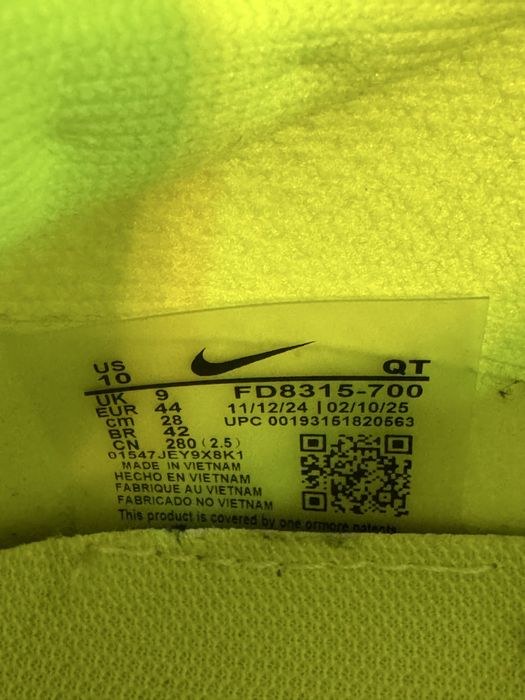 US 10 QT
UK 9 FD8315-700
EUR 44 11/12/24 | 02/10/25
cm 28 UPC 00193151820563
BR 42
CN 280 (2.5)
01547JEY9X8K1
MADE IN VIETNAM
HECHO EN VIETNAM
FABRIQUE AU VIETNAM
FABRICADO NO VIETNAM
This product is covered by one ormore patents